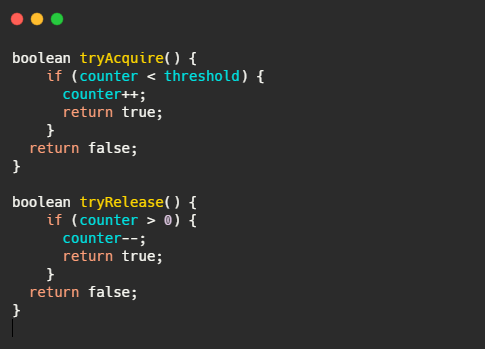 boolean tryAcquire() {
    if (counter < threshold) {
      counter++;
      return true;
    }
  return false;
}

boolean tryRelease() {
    if (counter > 0) {
      counter--;
      return true;
    }
  return false;
}